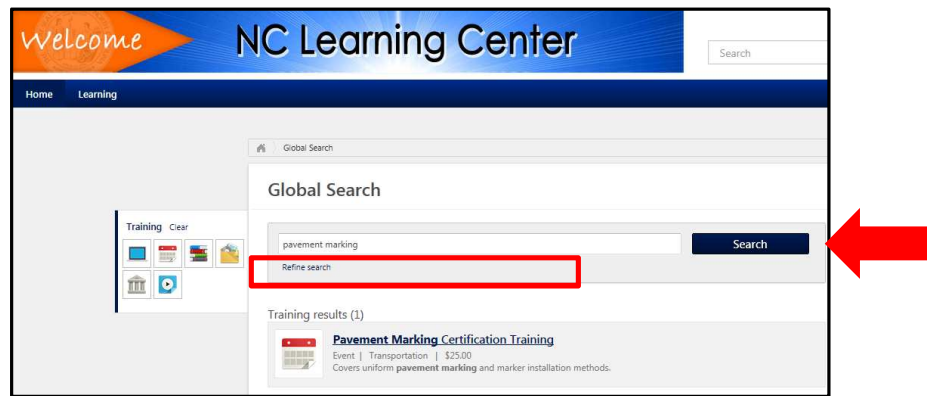 Welcome
NC Learning Center
Search
Home Learning
Global Search
Global Search
Training Clear
pavement marking
Search
Refine search
Training results (1)
Pavement Marking Certification Training
Event | Transportation | $25.00
Covers uniform pavement marking and marker installation methods.